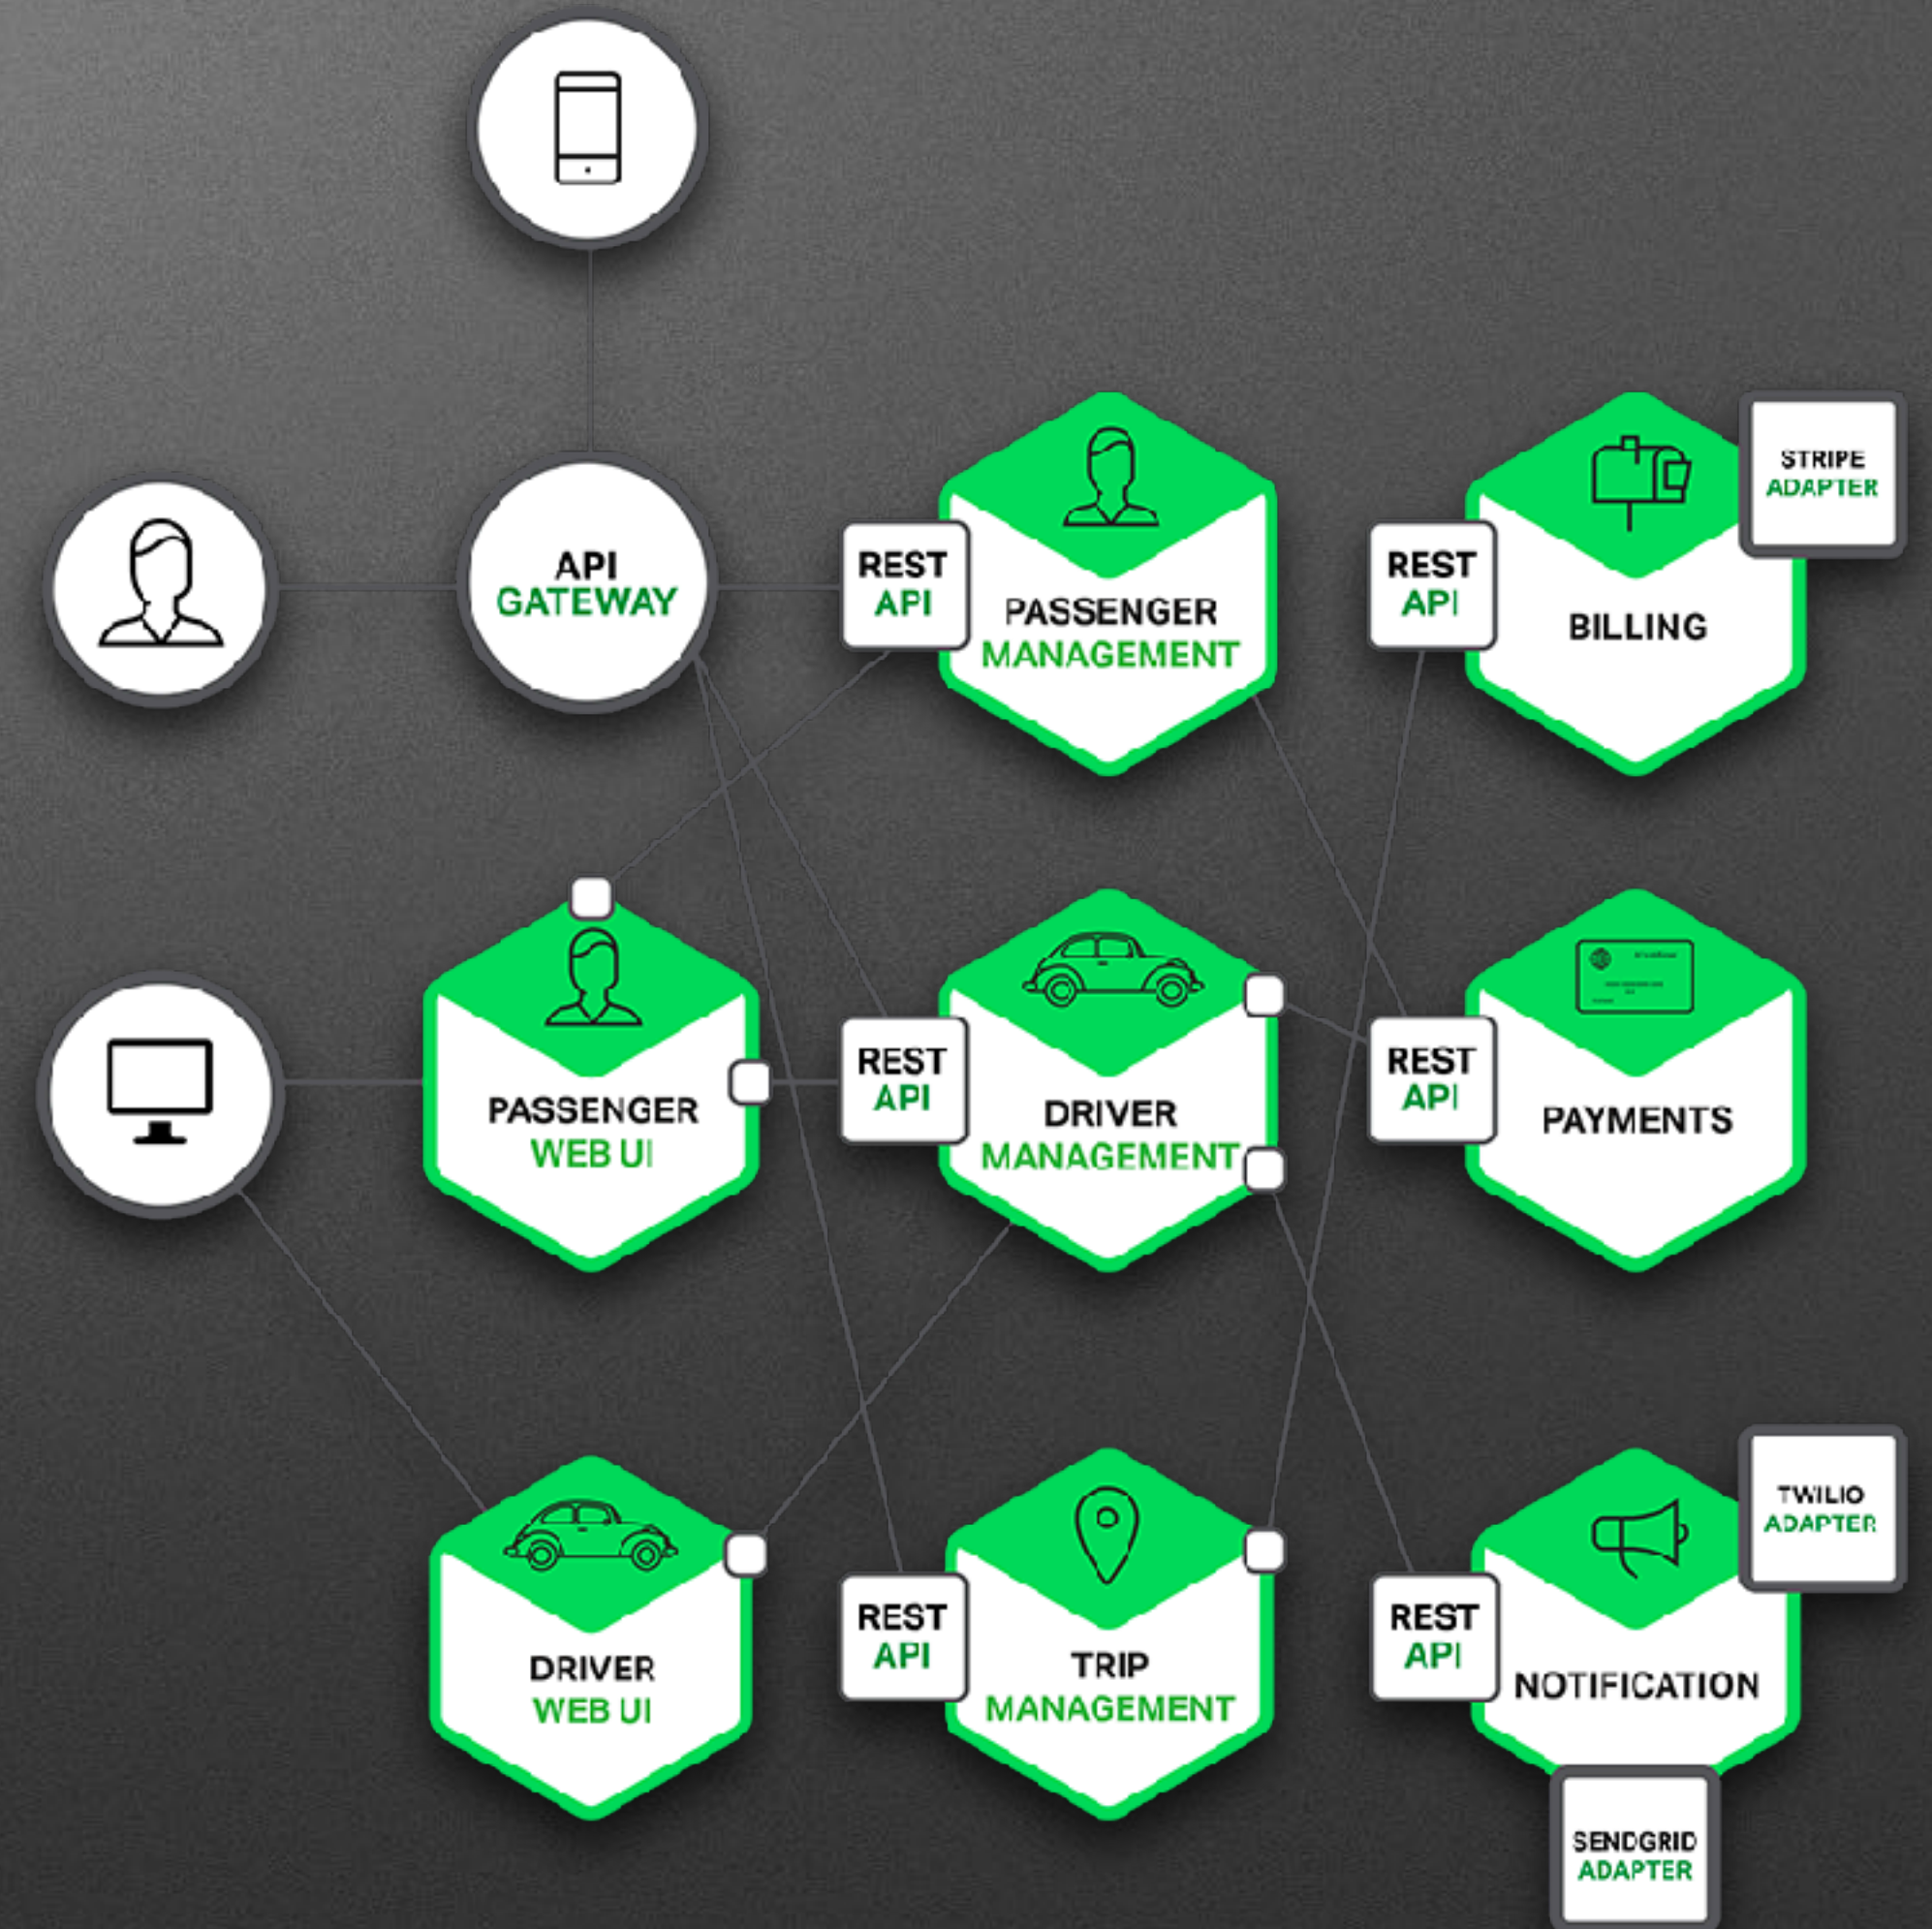 API
GATEWAY
REST
API
PASSENGER
MANAGEMENT
REST
API
BILLING
STRIPE
ADAPTER
PASSENGER
WEB UI
REST
API
DRIVER
MANAGEMENT
REST
API
PAYMENTS
DRIVER
WEB UI
REST
API
TRIP
MANAGEMENT
REST
API
NOTIFICATION
TWILIO
ADAPTER
SENDGRID
ADAPTER